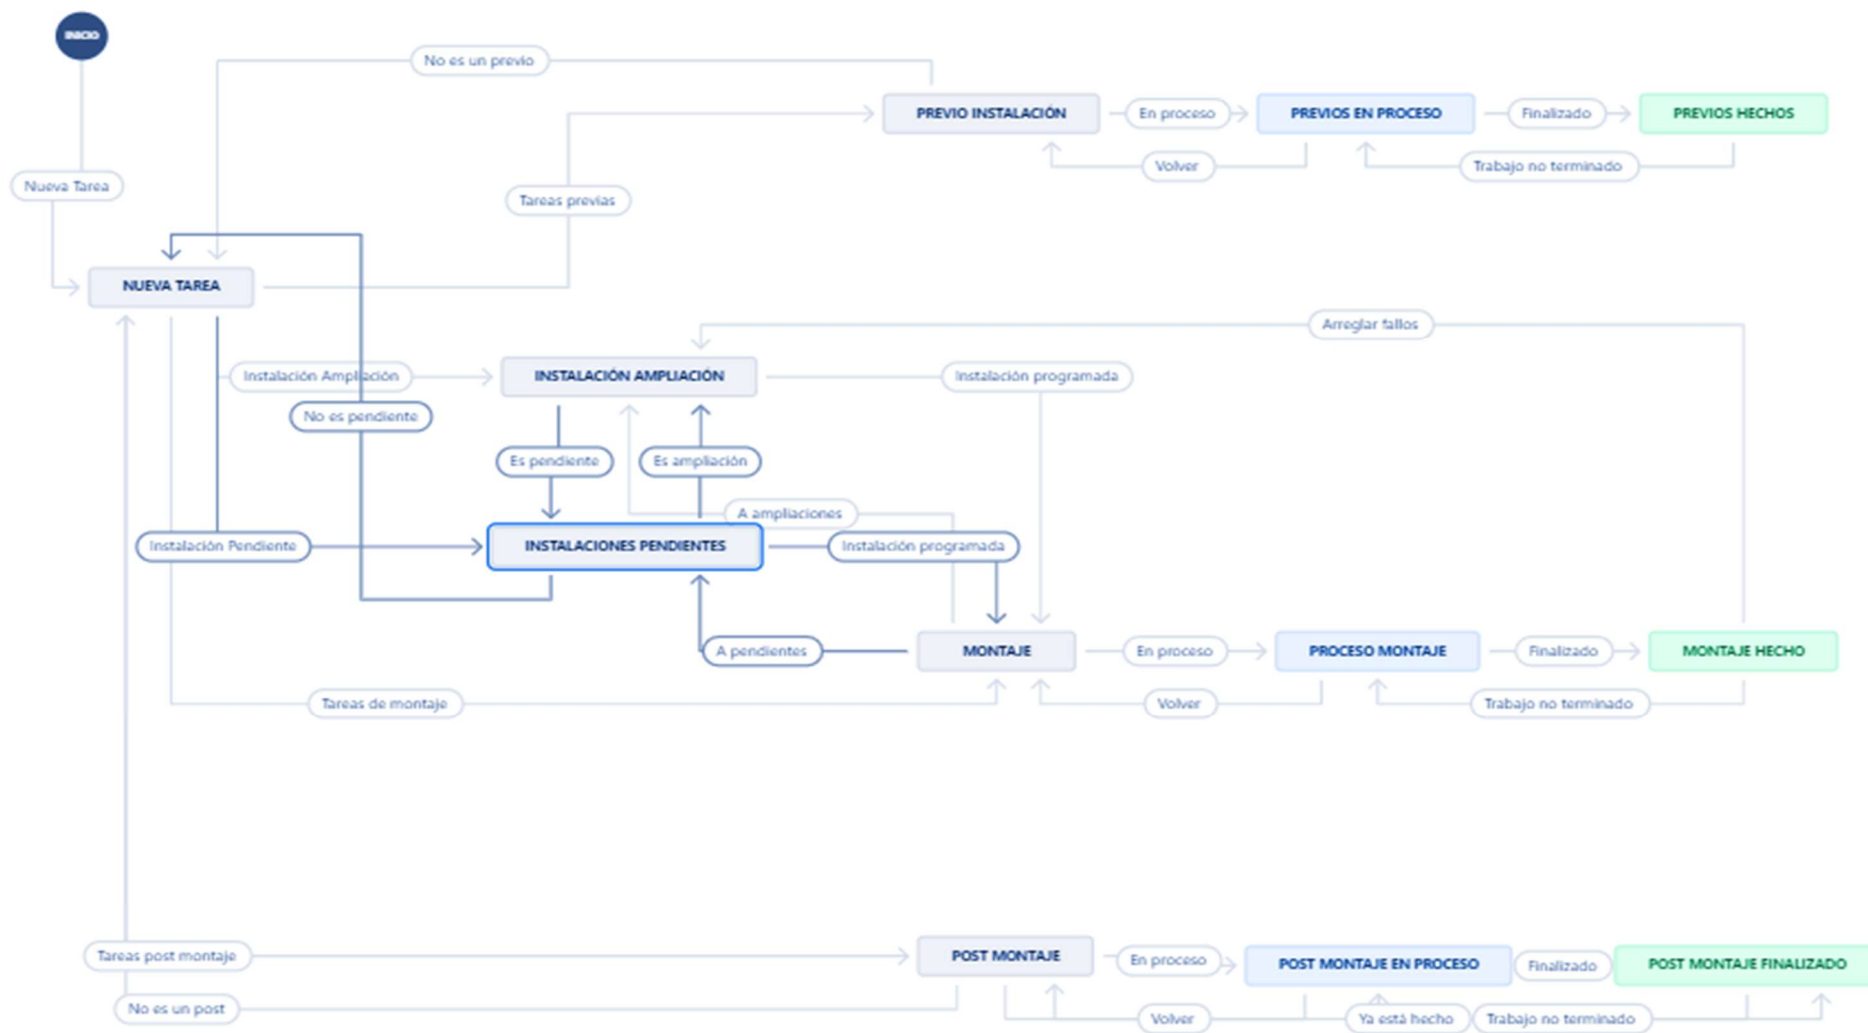 INICIO
No es un previo
PREVIO INSTALACIÓN
En proceso
PREVIOS EN PROCESO
Finalizado
PREVIOS HECHOS
Volver
Trabajo no terminado
Nueva Tarea
Tareas previas
NUEVA TAREA
Arreglar fallos
Instalación Ampliación
INSTALACIÓN AMPLIACIÓN
Instalación programada
No es pendiente
Es pendiente
Es ampliación
A ampliaciones
Instalación Pendiente
INSTALACIONES PENDIENTES
Instalación programada
A pendientes
MONTAJE
En proceso
PROCESO MONTAJE
Finalizado
MONTAJE HECHO
Tareas de montaje
Volver
Trabajo no terminado
Tareas post montaje
POST MONTAJE
En proceso
POST MONTAJE EN PROCESO
Finalizado
POST MONTAJE FINALIZADO
No es un post
Volver
Ya está hecho
Trabajo no terminado